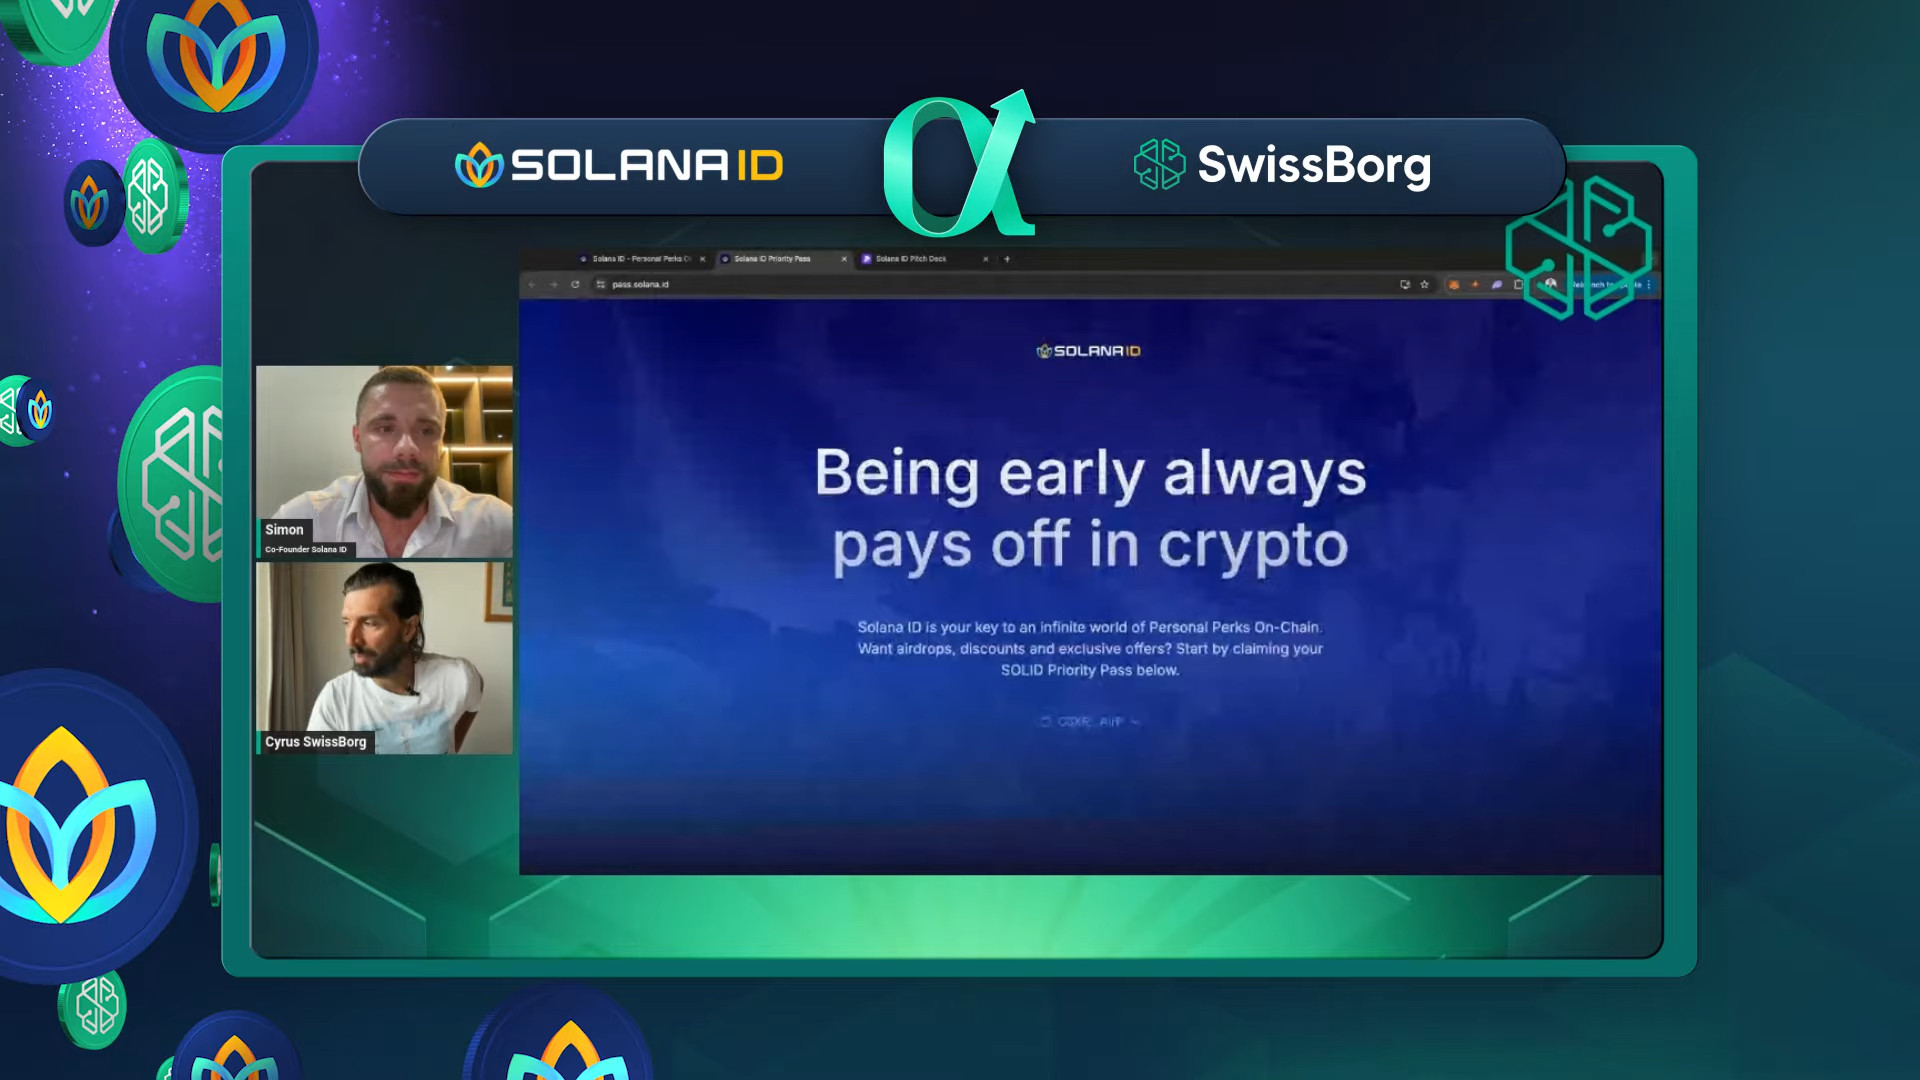 SOLANA ID
SwissBorg
Solana ID - Personal Perks O
Solana ID Priority Pass
Solana ID Pitch Deck
pass.solana.id
SOLANA ID
Being early always
pays off in crypto
Solana ID is your key to an infinite world of Personal Perks On-Chain.
Want airdrops, discounts and exclusive offers? Start by claiming your
SOLID Priority Pass below.
Simon
Co-Founder Solana ID
Cyrus SwissBorg